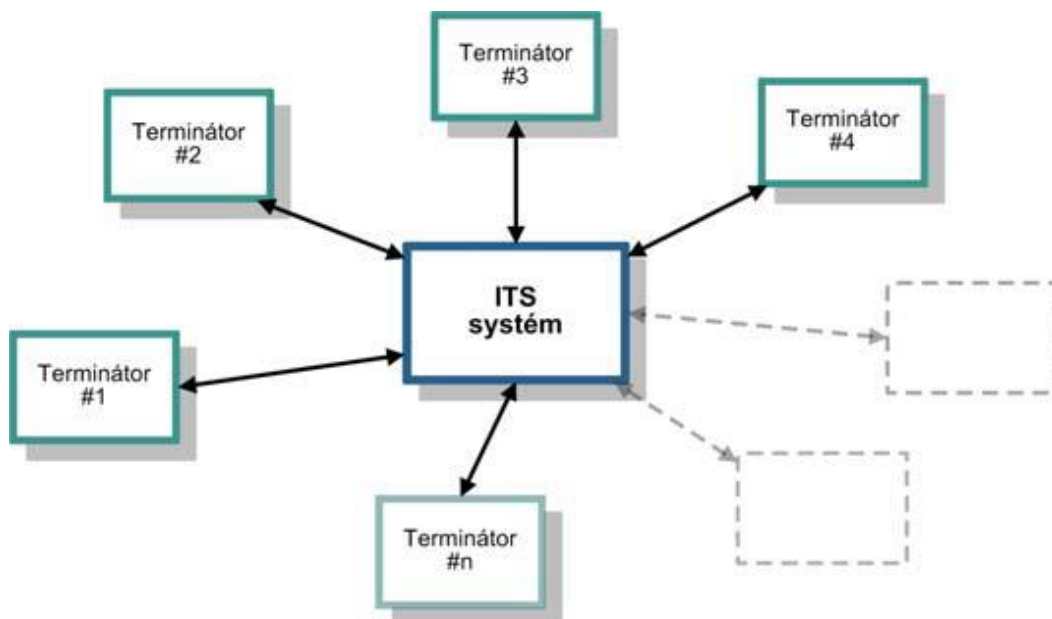 Terminátor
#3
Terminátor
#2
Terminátor
#4
ITS
systém
Terminátor
#1
Terminátor
#n